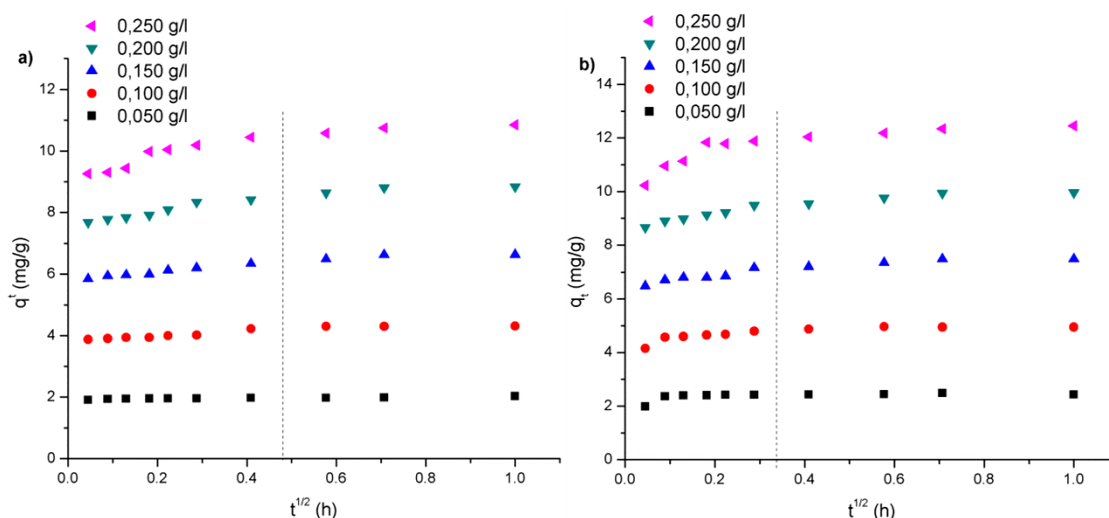 a)
0,250 g/l
0,200 g/l
0,150 g/l
0,100 g/l
0,050 g/l
12
10
8
6
4
2
0
qᵗ (mg/g)
0.0 0.2 0.4 0.6 0.8 1.0
t^{1/2} (h)
b)
0,250 g/l
0,200 g/l
0,150 g/l
0,100 g/l
0,050 g/l
14
12
10
8
6
4
2
0
qₜ (mg/g)
0.0 0.2 0.4 0.6 0.8 1.0
t^{1/2} (h)